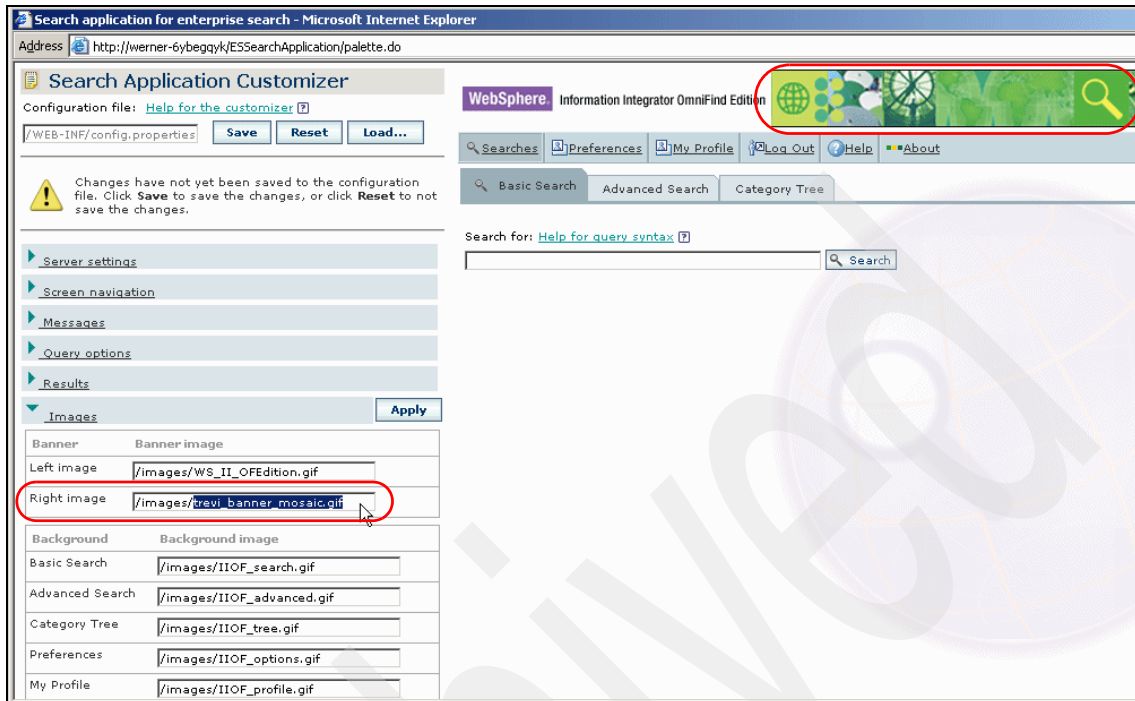 Search application for enterprise search - Microsoft Internet Explorer
Address http://werner-6ybegqyk/ESSearchApplication/palette.do
Search Application Customizer
Configuration file: Help for the customizer ?
/WEB-INF/config.properties Save Reset Load...
Changes have not yet been saved to the configuration
file. Click Save to save the changes, or click Reset to not
save the changes.
Server settings
Screen navigation
Messages
Query options
Results
Images Apply
Banner Banner image
Left image /images/WS_II_OFEdition.gif
Right image /images/trevi_banner_mosaic.gif
Background Background image
Basic Search /images/IIOF_search.gif
Advanced Search /images/IIOF_advanced.gif
Category Tree /images/IIOF_tree.gif
Preferences /images/IIOF_options.gif
My Profile /images/IIOF_profile.gif
WebSphere. Information Integrator OmniFind Edition
Searches Preferences My Profile Log Out Help About
Basic Search Advanced Search Category Tree
Search for: Help for query syntax ?
Search